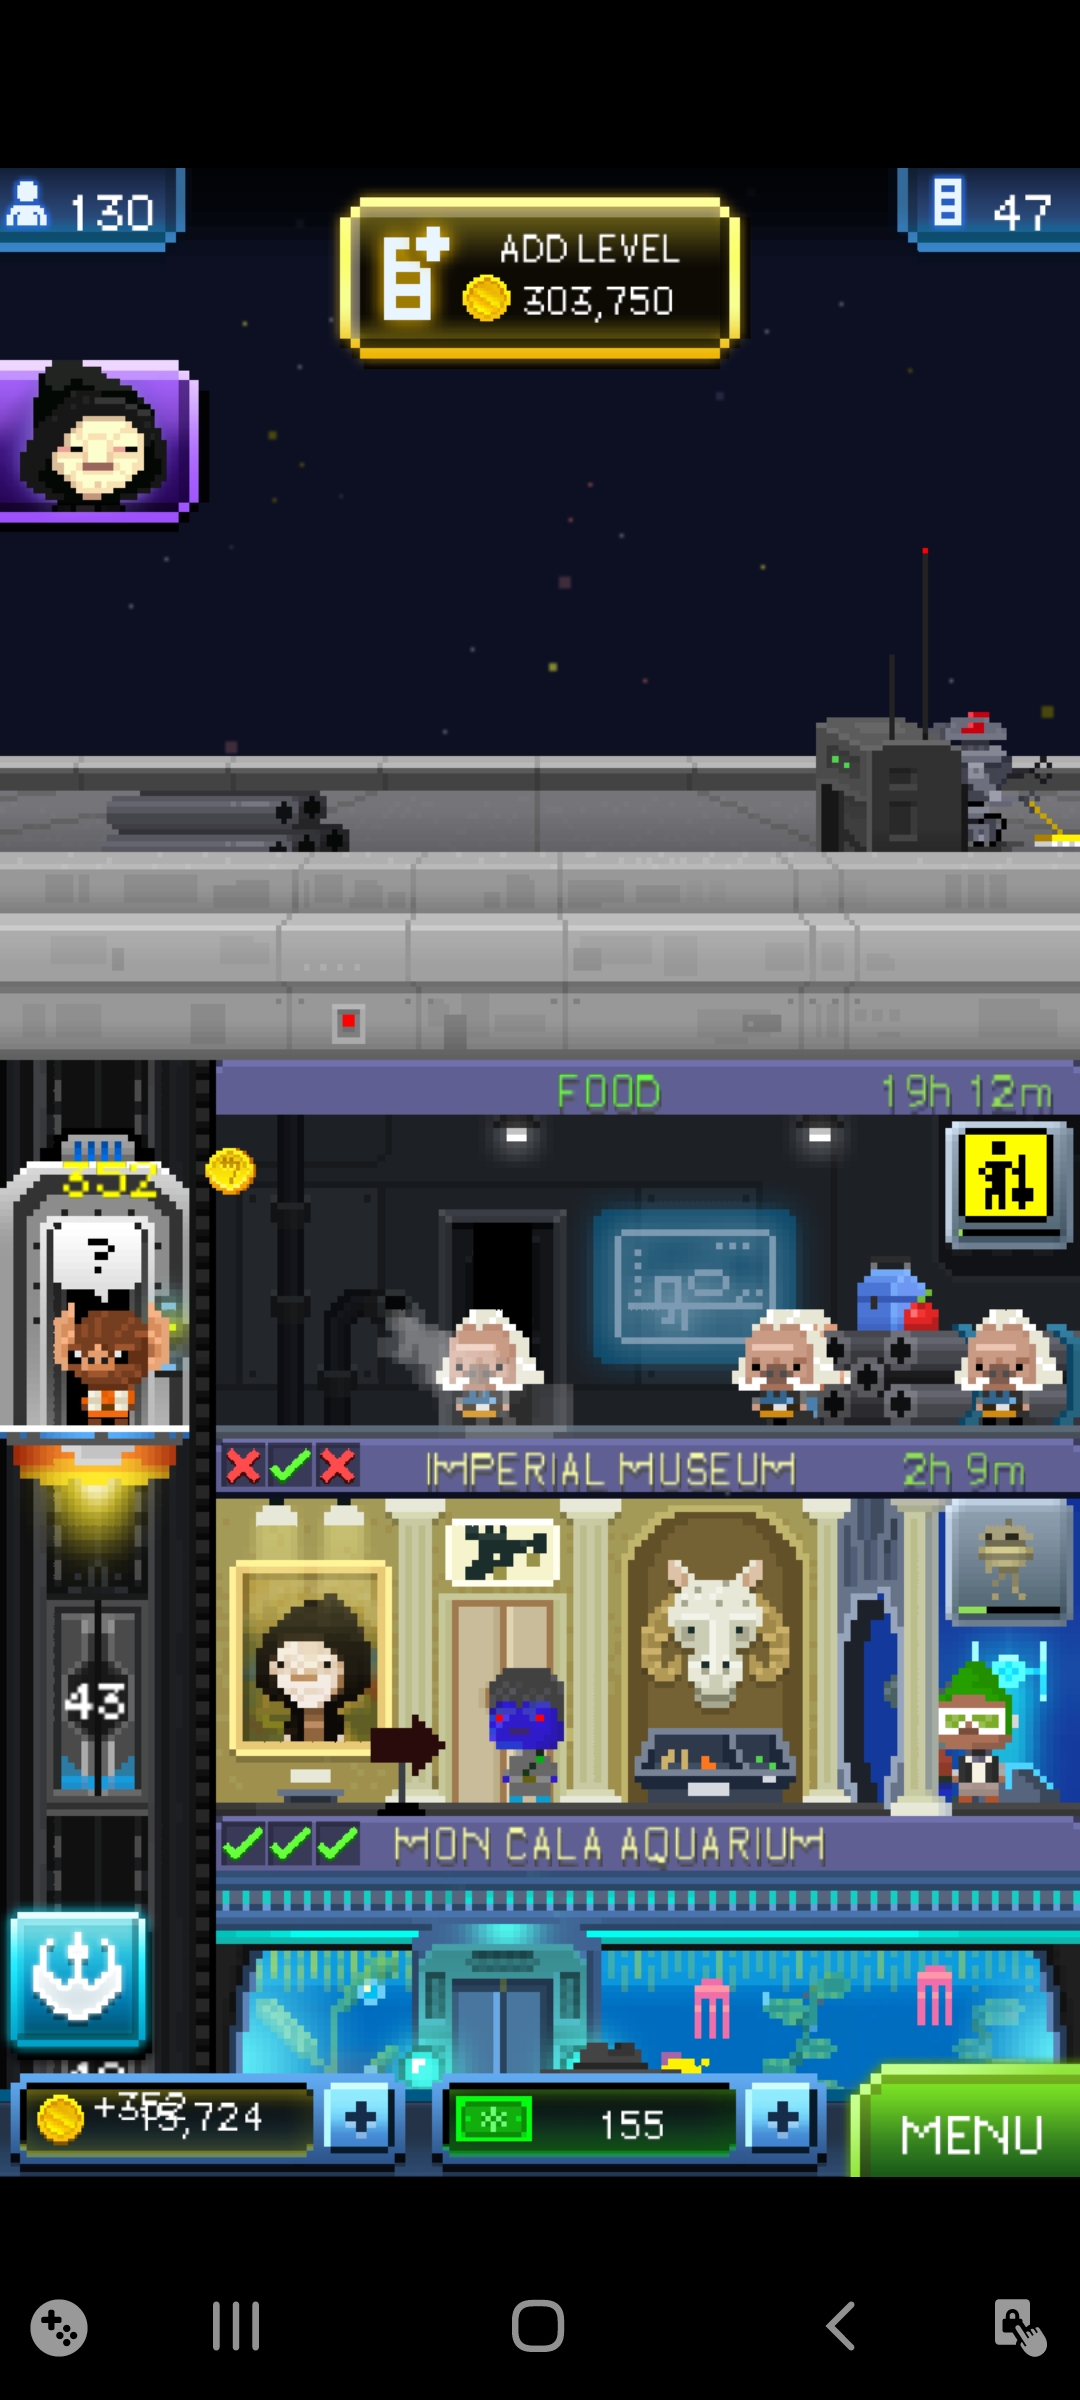 130
ADD LEVEL
303,750
47
FOOD
19h 12m
352
?
IMPERIAL MUSEUM
2h 9m
43
MON CALA AQUARIUM
155
MENU